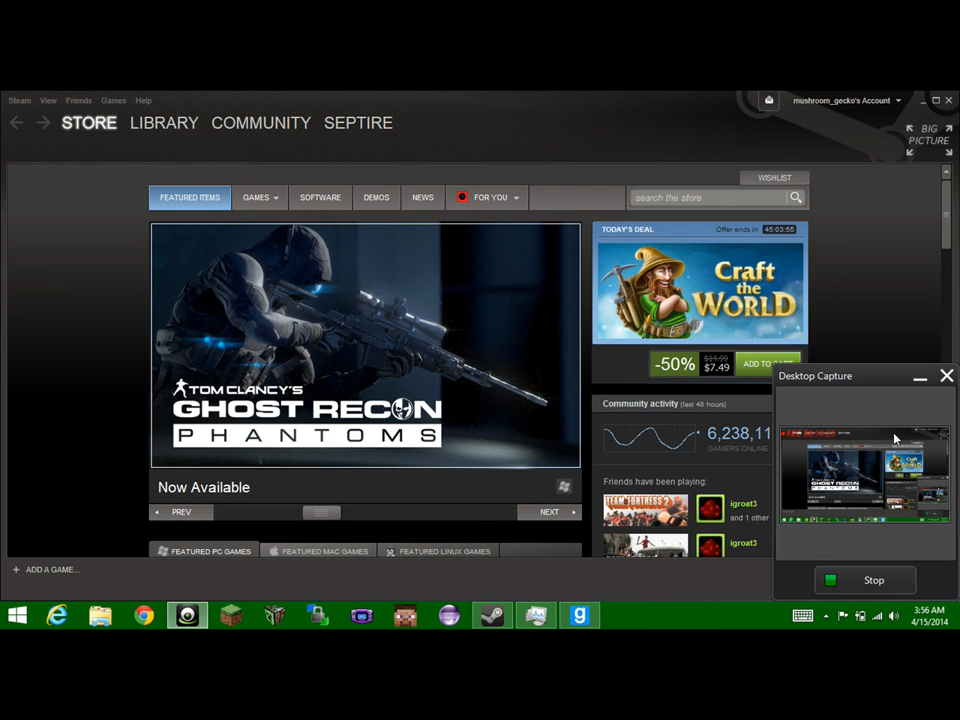 Steam View Friends Games Help
mushroom_gecko's Account
STORE LIBRARY COMMUNITY SEPTIRE
BIG
PICTURE
WISHLIST
FEATURED ITEMS GAMES SOFTWARE DEMOS NEWS FOR YOU
search the store
TOM CLANCY'S
GHOST RECON
PHANTOMS
Now Available
PREV NEXT
FEATURED PC GAMES FEATURED MAC GAMES FEATURED LINUX GAMES
TODAY'S DEAL Offer ends in 45:03:55
Craft
the
WORLD
-50% $14.99
$7.49
ADD TO CART
Community activity (last 48 hours)
6,238,11
GAMERS ONLINE
Friends have been playing:
TEAM FORTRESS 2
igroat3
and 1 other
igroat3
Desktop Capture
Stop
+ ADD A GAME...
3:56 AM
4/15/2014